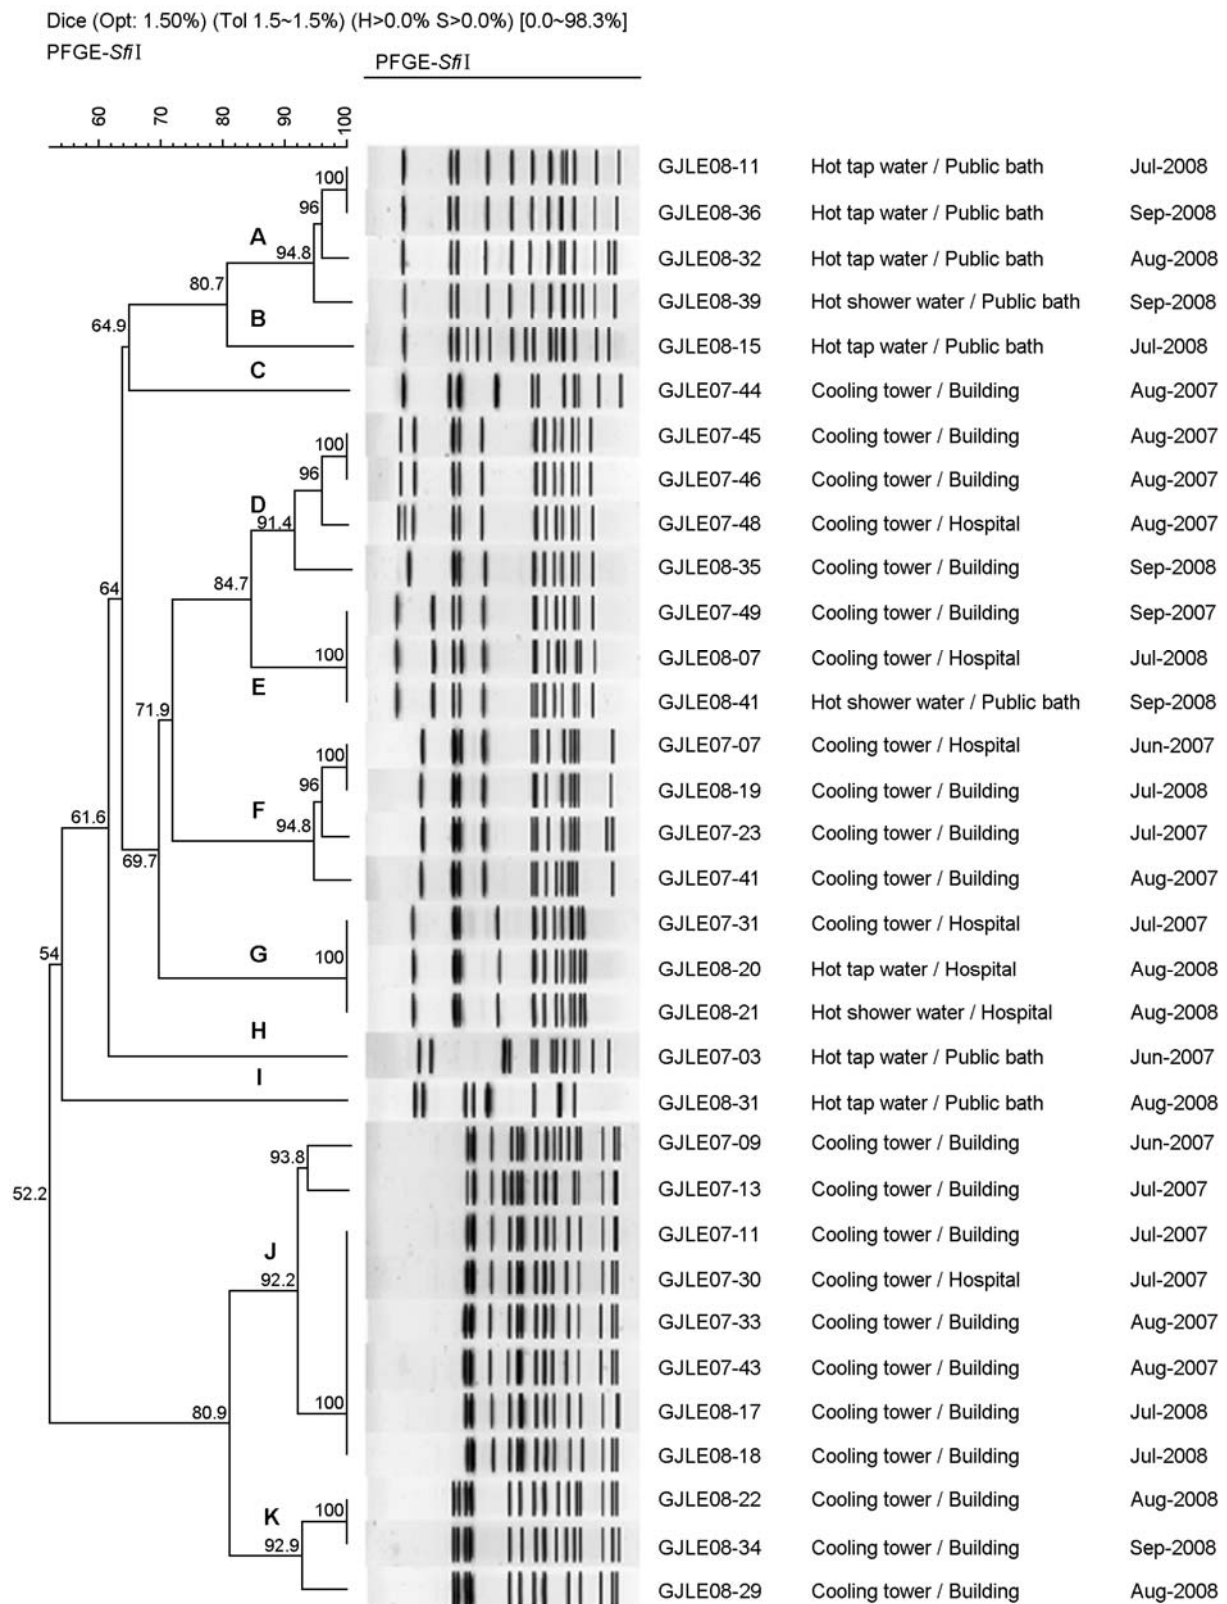 Dice (Opt: 1.50%) (Tol 1.5~1.5%) (H>0.0% S>0.0%) [0.0~98.3%]
PFGE-SfiI PFGE-SfiI
60 70 80 90 100
100 GJLE08-11 Hot tap water / Public bath Jul-2008
96 GJLE08-36 Hot tap water / Public bath Sep-2008
A 94.8 GJLE08-32 Hot tap water / Public bath Aug-2008
80.7 GJLE08-39 Hot shower water / Public bath Sep-2008
64.9 B GJLE08-15 Hot tap water / Public bath Jul-2008
C GJLE07-44 Cooling tower / Building Aug-2007
100 GJLE07-45 Cooling tower / Building Aug-2007
96 GJLE07-46 Cooling tower / Building Aug-2007
D 91.4 GJLE07-48 Cooling tower / Hospital Aug-2007
64 84.7 GJLE08-35 Cooling tower / Building Sep-2008
GJLE07-49 Cooling tower / Building Sep-2007
100 GJLE08-07 Cooling tower / Hospital Jul-2008
71.9 E GJLE08-41 Hot shower water / Public bath Sep-2008
100 GJLE07-07 Cooling tower / Hospital Jun-2007
96 GJLE08-19 Cooling tower / Building Jul-2008
61.6 F 94.8 GJLE07-23 Cooling tower / Building Jul-2007
69.7 GJLE07-41 Cooling tower / Building Aug-2007
GJLE07-31 Cooling tower / Hospital Jul-2007
54 G 100 GJLE08-20 Hot tap water / Hospital Aug-2008
GJLE08-21 Hot shower water / Hospital Aug-2008
H GJLE07-03 Hot tap water / Public bath Jun-2007
I GJLE08-31 Hot tap water / Public bath Aug-2008
93.8 GJLE07-09 Cooling tower / Building Jun-2007
52.2 GJLE07-13 Cooling tower / Building Jul-2007
J GJLE07-11 Cooling tower / Building Jul-2007
92.2 GJLE07-30 Cooling tower / Hospital Jul-2007
GJLE07-33 Cooling tower / Building Aug-2007
GJLE07-43 Cooling tower / Building Aug-2007
80.9 100 GJLE08-17 Cooling tower / Building Jul-2008
GJLE08-18 Cooling tower / Building Jul-2008
K 100 GJLE08-22 Cooling tower / Building Aug-2008
92.9 GJLE08-34 Cooling tower / Building Sep-2008
GJLE08-29 Cooling tower / Building Aug-2008